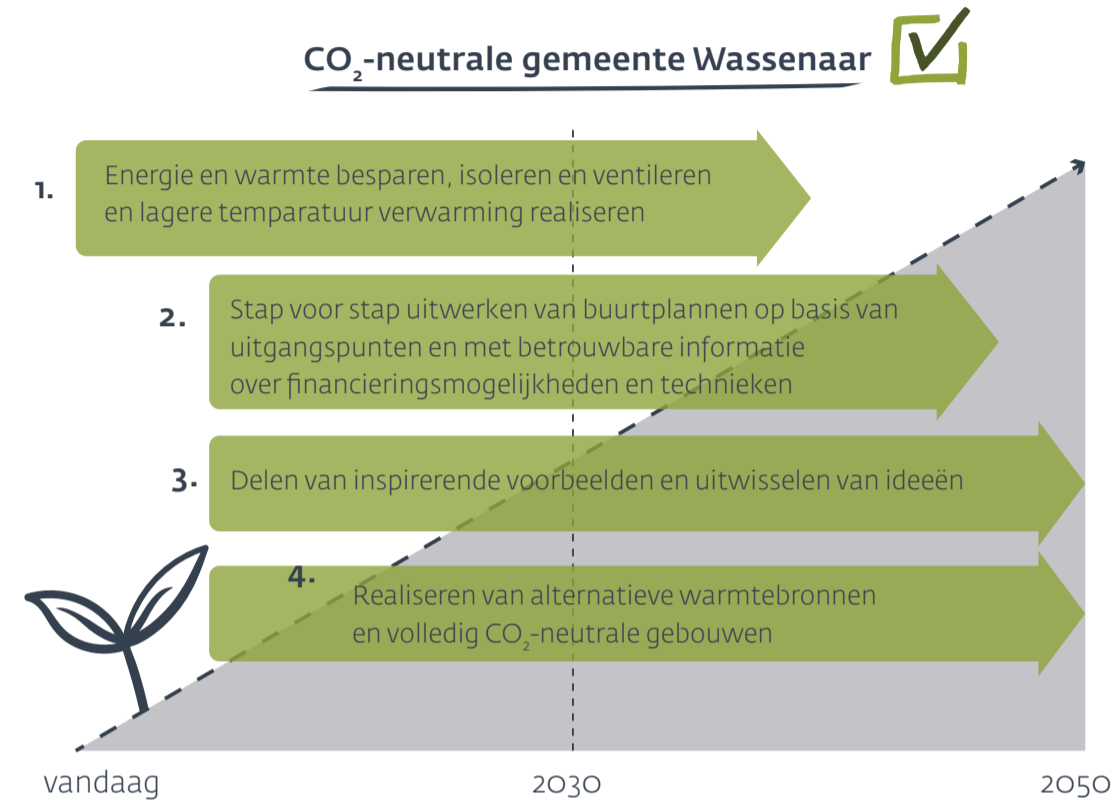 CO₂-neutrale gemeente Wassenaar
1.
Energie en warmte besparen, isoleren en ventileren
en lagere temparatuur verwarming realiseren
2.
Stap voor stap uitwerken van buurtplannen op basis van
uitgangspunten en met betrouwbare informatie
over financieringsmogelijkheden en technieken
3.
Delen van inspirerende voorbeelden en uitwisselen van ideeën
4.
Realiseren van alternatieve warmtebronnen
en volledig CO₂-neutrale gebouwen
vandaag
2030
2050